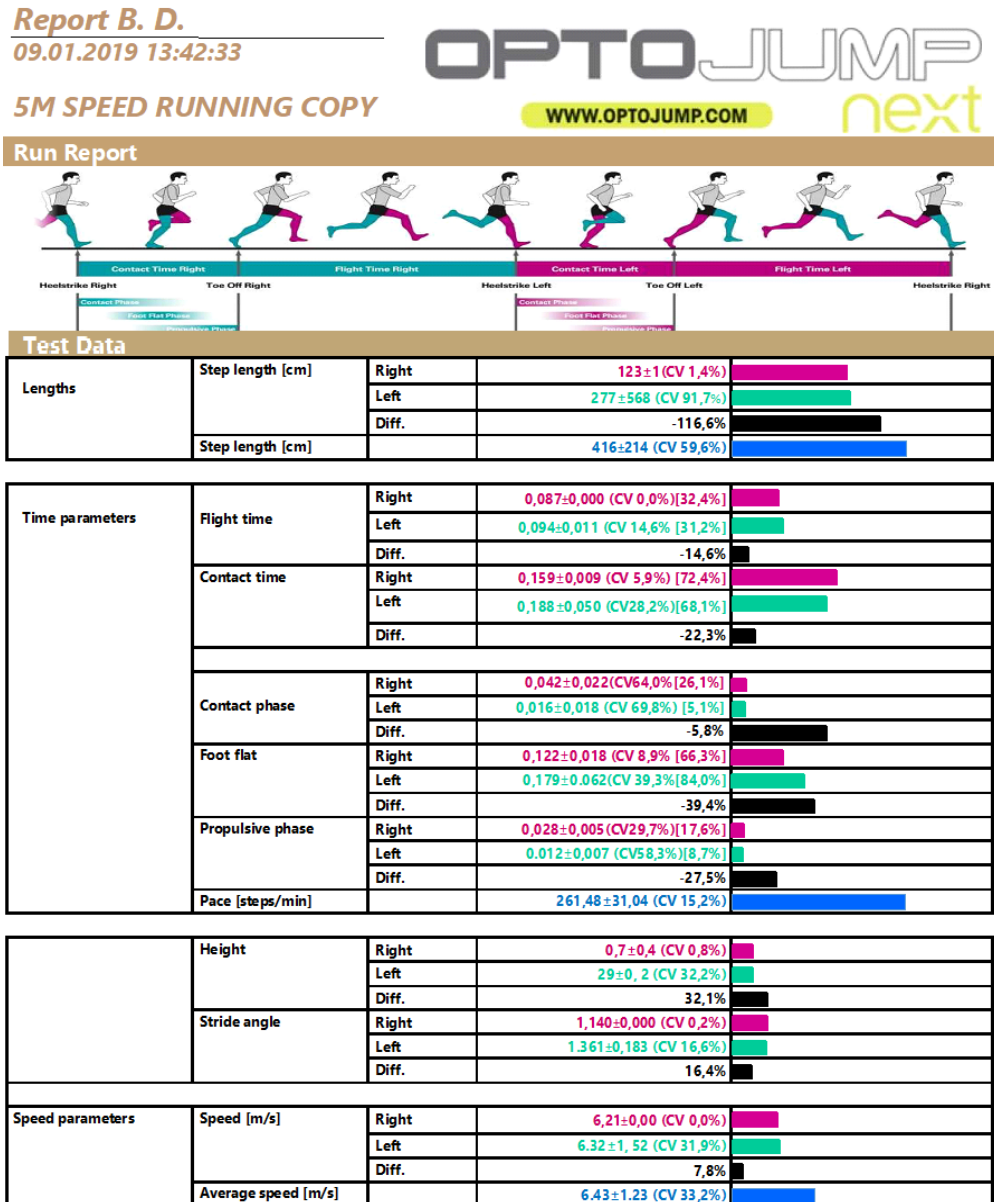 Report B. D.
09.01.2019 13:42:33
OPTOJUMP
next
5M SPEED RUNNING COPY
WWW.OPTOJUMP.COM
Run Report
Contact Time Right Flight Time Right Contact Time Left Flight Time Left
Heelstrike Right Toe Off Right Heelstrike Left Toe Off Left Heelstrike Right
Contact Phase Contact Phase
Foot Flat Phase Foot Flat Phase
Propulsive Phase Propulsive Phase
Test Data
Lengths Step length [cm] Right 123±1(CV 1,4%)
Left 277±568 (CV 91,7%)
Diff. -116,6%
Step length [cm] 416±214 (CV 59,6%)
Time parameters Flight time Right 0,087±0,000 (CV 0,0%)[32,4%]
Left 0,094±0,011 (CV 14,6% [31,2%]
Diff. -14,6%
Contact time Right 0,159±0,009 (CV 5,9%) [72,4%]
Left 0,188±0,050 (CV28,2%)[68,1%]
Diff. -22,3%
Contact phase Right 0,042±0,022(CV64,0%[26,1%]
Left 0,016±0,018 (CV 69,8%) [5,1%]
Diff. -5,8%
Foot flat Right 0,122±0,018 (CV 8,9% [66,3%]
Left 0,179±0.062(CV 39,3%[84,0%]
Diff. -39,4%
Propulsive phase Right 0,028±0,005(CV29,7%)[17,6%]
Left 0.012±0,007 (CV58,3%)[8,7%]
Diff. -27,5%
Pace [steps/min] 261,48±31,04 (CV 15,2%)
Height Right 0,7±0,4 (CV 0,8%)
Left 29±0, 2 (CV 32,2%)
Diff. 32,1%
Stride angle Right 1,140±0,000 (CV 0,2%)
Left 1.361±0,183 (CV 16,6%)
Diff. 16,4%
Speed parameters Speed [m/s] Right 6,21±0,00 (CV 0,0%)
Left 6.32±1, 52 (CV 31,9%)
Diff. 7,8%
Average speed [m/s] 6.43±1.23 (CV 33,2%)